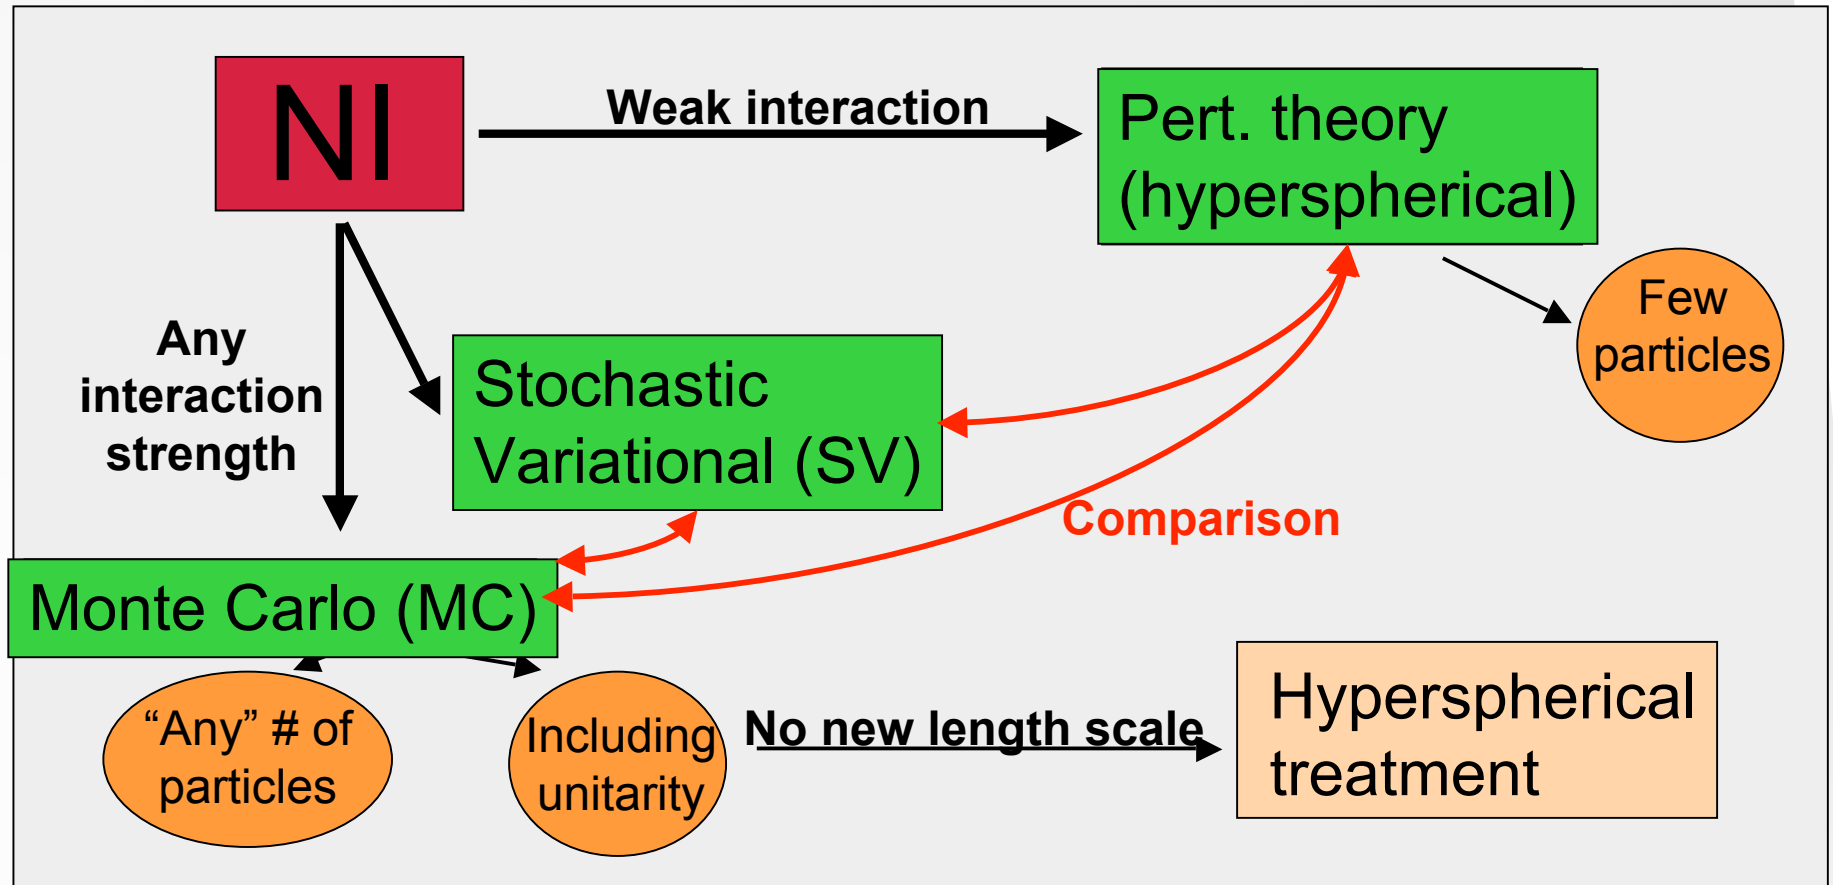 NI
Weak interaction
Pert. theory
(hyperspherical)
Few
particles
Any
interaction
strength
Stochastic
Variational (SV)
Comparison
Monte Carlo (MC)
“Any” # of
particles
Including
unitarity
No new length scale
Hyperspherical
treatment